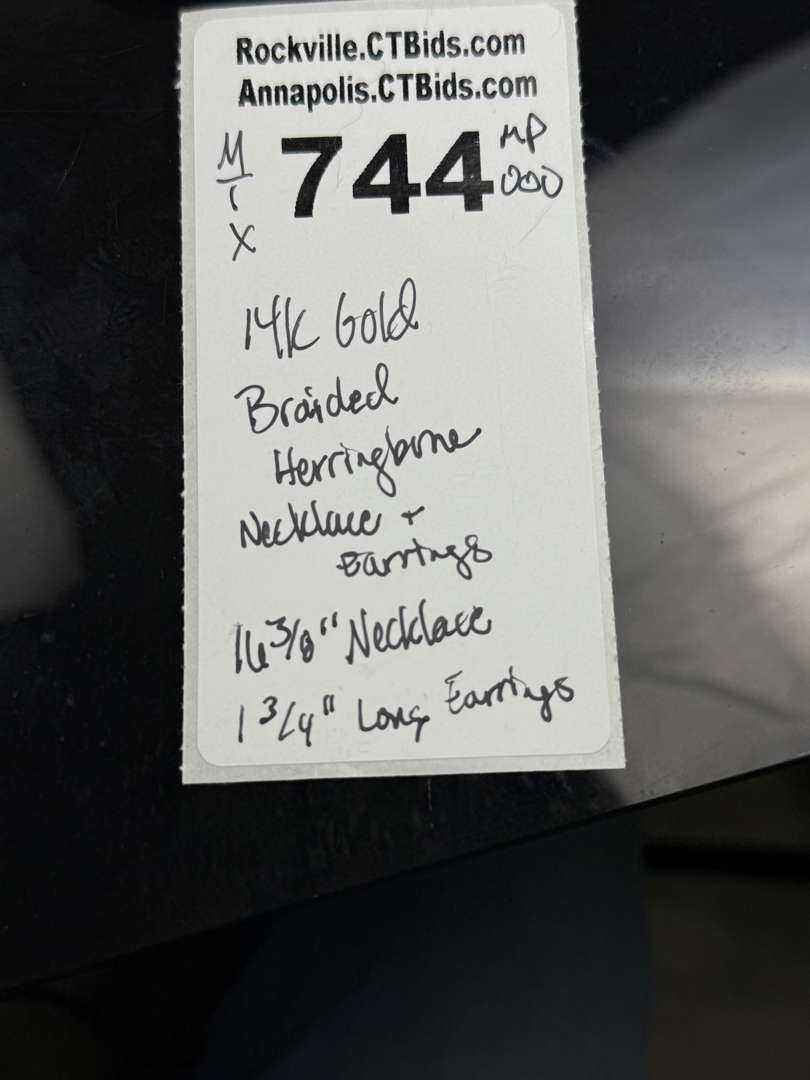 Rockville.CTBids.com
Annapolis.CTBids.com
M 744 MP
1 000
X
14k Gold
Braided
Herringbone
Necklace +
Earrings
16 3/8" Necklace
1 3/4" Long Earrings